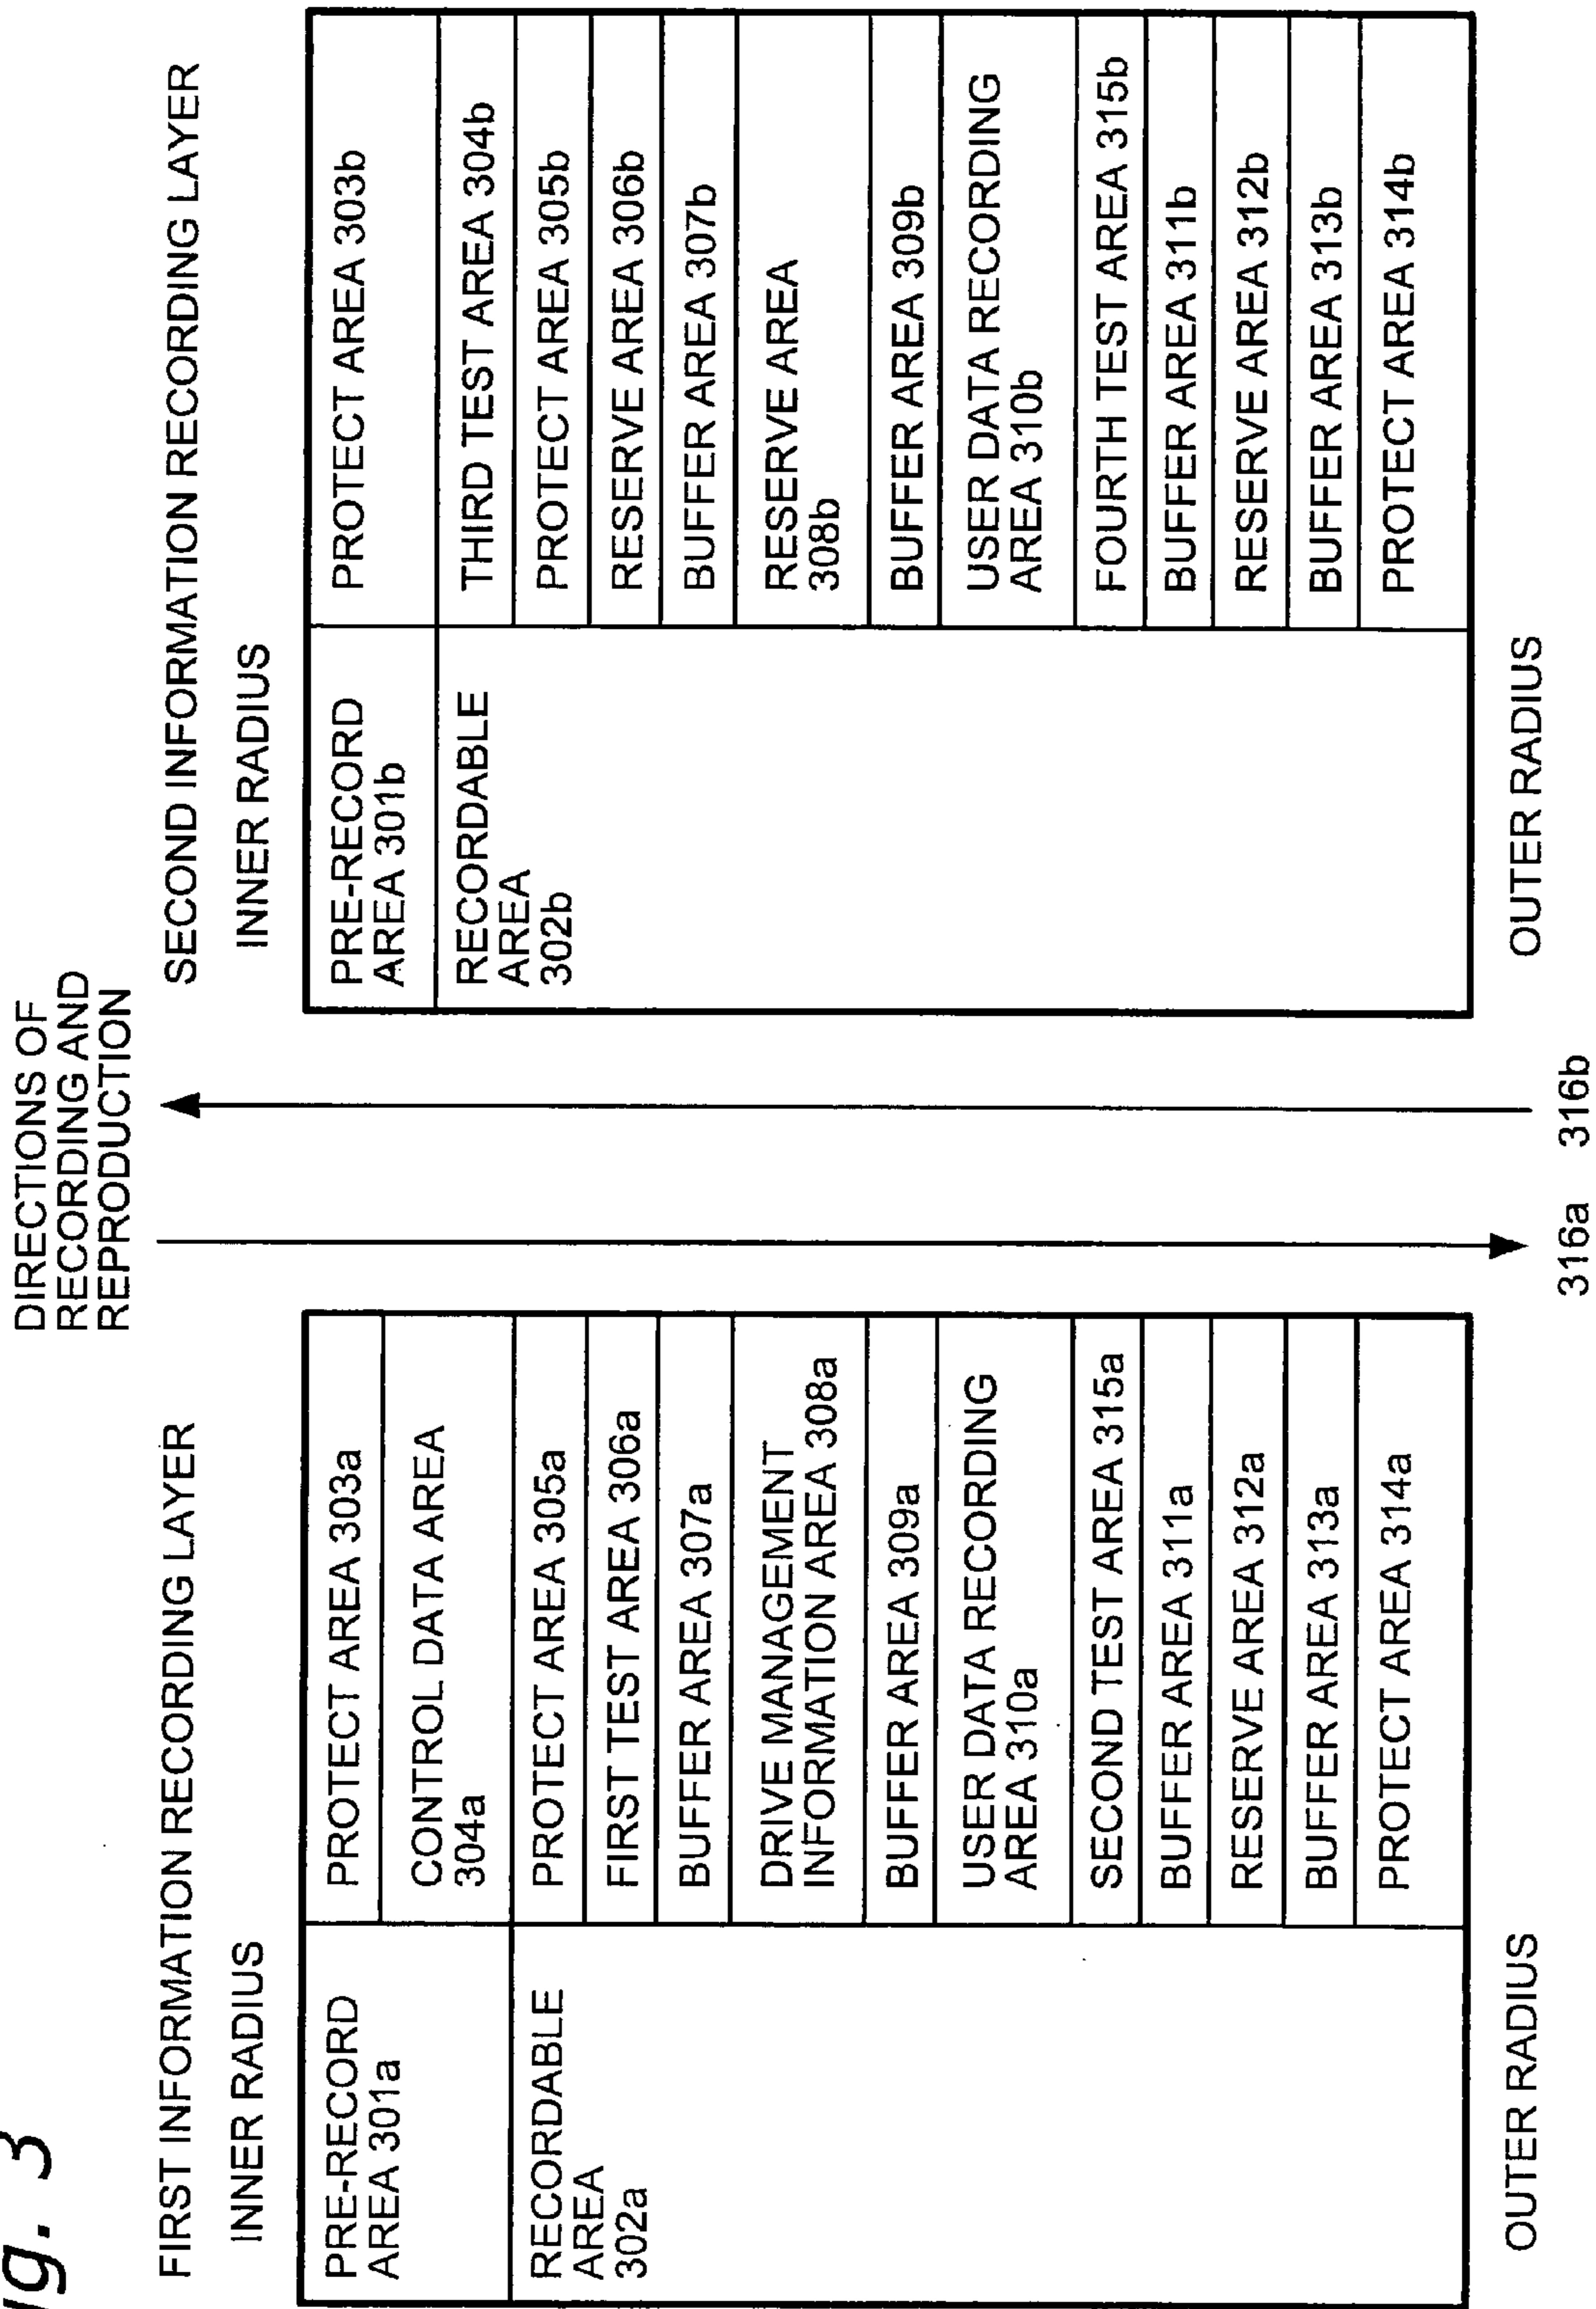 Fig. 3
DIRECTIONS OF
RECORDING AND
REPRODUCTION
FIRST INFORMATION RECORDING LAYER
INNER RADIUS
PRE-RECORD
AREA 301a
RECORDABLE
AREA
302a
PROTECT AREA 303a
CONTROL DATA AREA
304a
PROTECT AREA 305a
FIRST TEST AREA 306a
BUFFER AREA 307a
DRIVE MANAGEMENT
INFORMATION AREA 308a
BUFFER AREA 309a
USER DATA RECORDING
AREA 310a
SECOND TEST AREA 315a
BUFFER AREA 311a
RESERVE AREA 312a
BUFFER AREA 313a
PROTECT AREA 314a
OUTER RADIUS
316a 316b
SECOND INFORMATION RECORDING LAYER
INNER RADIUS
PRE-RECORD
AREA 301b
RECORDABLE
AREA
302b
PROTECT AREA 303b
THIRD TEST AREA 304b
PROTECT AREA 305b
RESERVE AREA 306b
BUFFER AREA 307b
RESERVE AREA
308b
BUFFER AREA 309b
USER DATA RECORDING
AREA 310b
FOURTH TEST AREA 315b
BUFFER AREA 311b
RESERVE AREA 312b
BUFFER AREA 313b
PROTECT AREA 314b
OUTER RADIUS